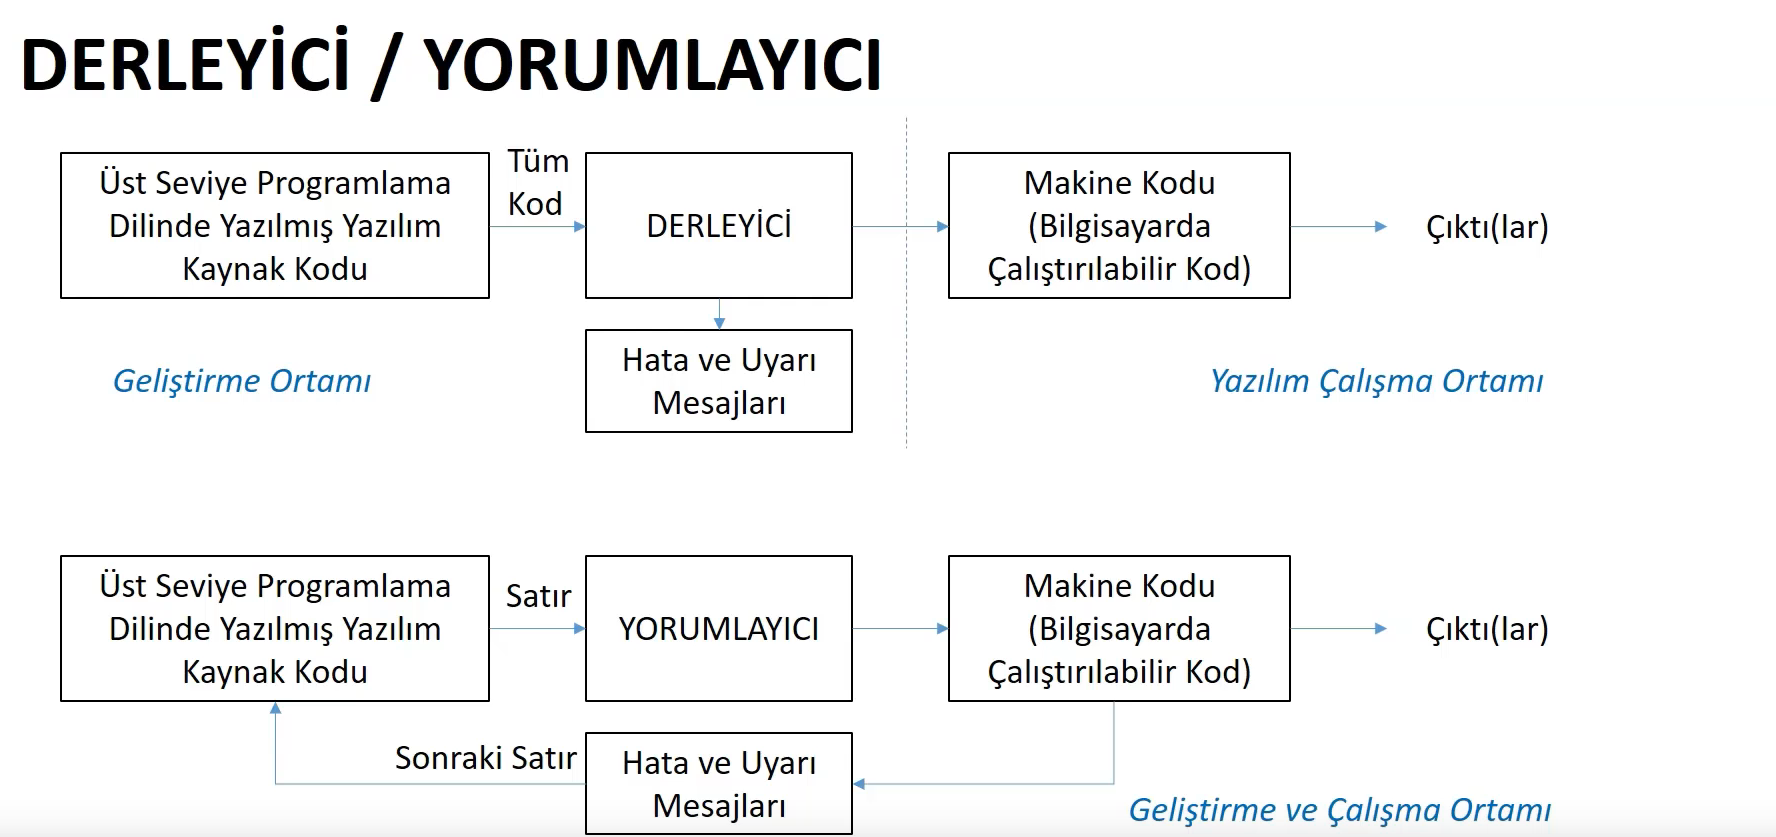 DERLEYİCİ / YORUMLAYICI
Üst Seviye Programlama
Dilinde Yazılmış Yazılım
Kaynak Kodu
Tüm
Kod
DERLEYİCİ
Makine Kodu
(Bilgisayarda
Çalıştırılabilir Kod)
Çıktı(lar)
Hata ve Uyarı
Mesajları
Geliştirme Ortamı
Yazılım Çalışma Ortamı
Üst Seviye Programlama
Dilinde Yazılmış Yazılım
Kaynak Kodu
Satır
YORUMLAYICI
Makine Kodu
(Bilgisayarda
Çalıştırılabilir Kod)
Çıktı(lar)
Sonraki Satır
Hata ve Uyarı
Mesajları
Geliştirme ve Çalışma Ortamı